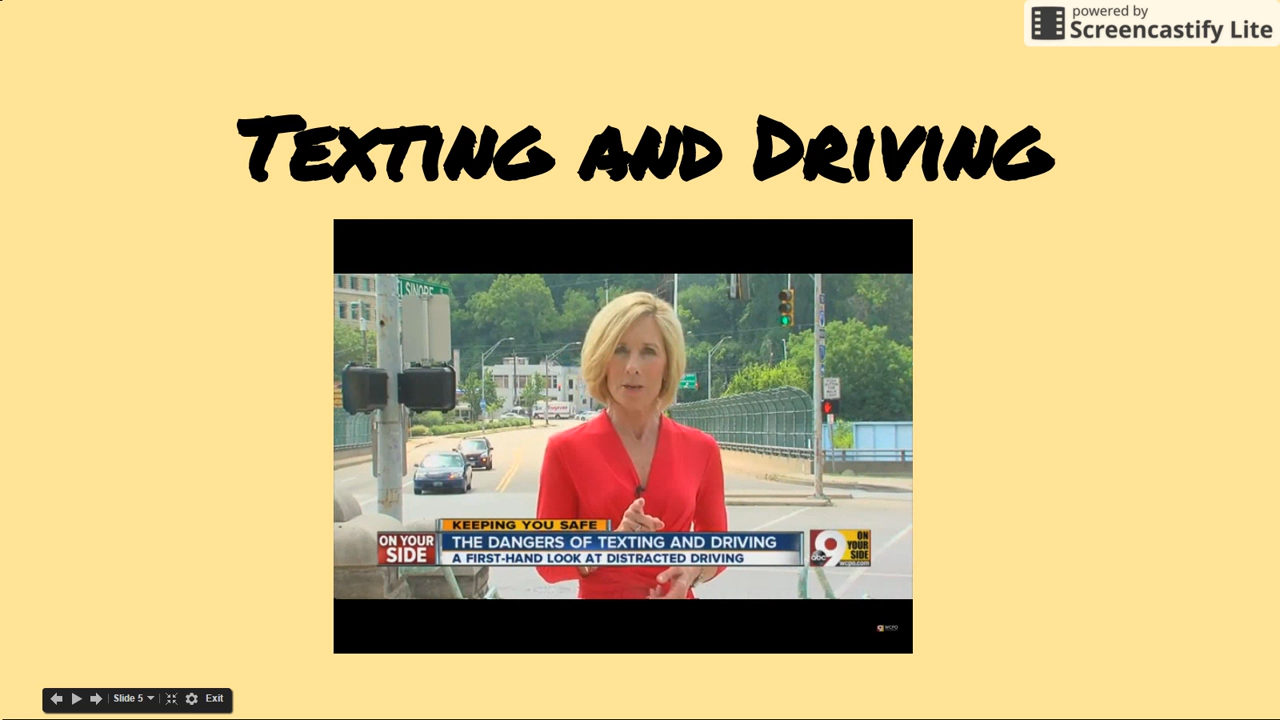 powered by
Screencastify Lite
Texting and Driving
KEEPING YOU SAFE
ON YOUR
SIDE
THE DANGERS OF TEXTING AND DRIVING
A FIRST-HAND LOOK AT DISTRACTED DRIVING
abc 9
ON
YOUR
SIDE
wcpo.com
WCPO
Slide 5
Exit